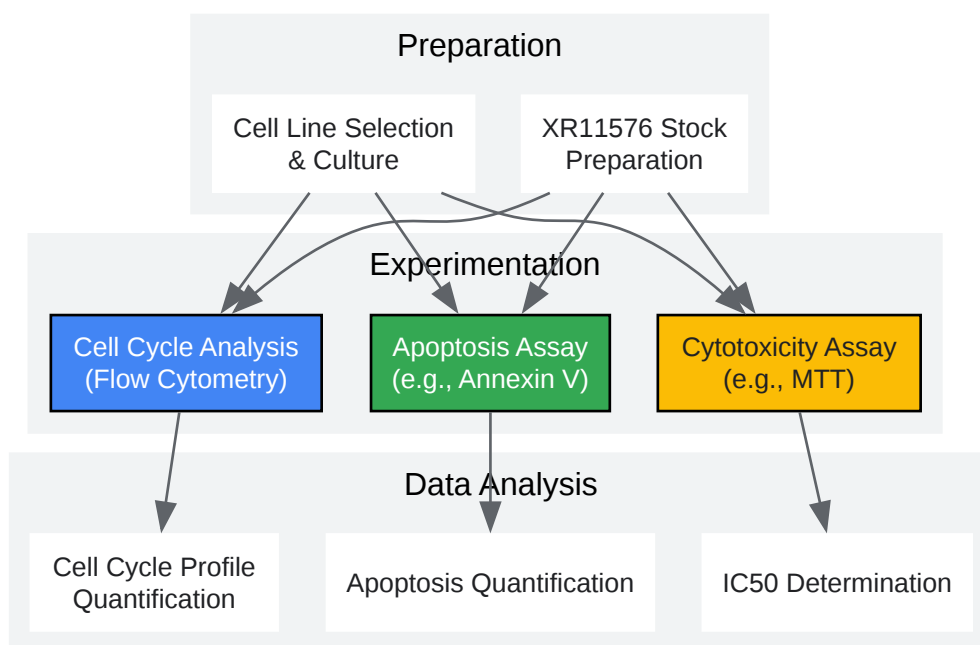 Preparation
Cell Line Selection
& Culture
XR11576 Stock
Preparation
Experimentation
Cell Cycle Analysis
(Flow Cytometry)
Apoptosis Assay
(e.g., Annexin V)
Cytotoxicity Assay
(e.g., MTT)
Data Analysis
Cell Cycle Profile
Quantification
Apoptosis Quantification
IC50 Determination